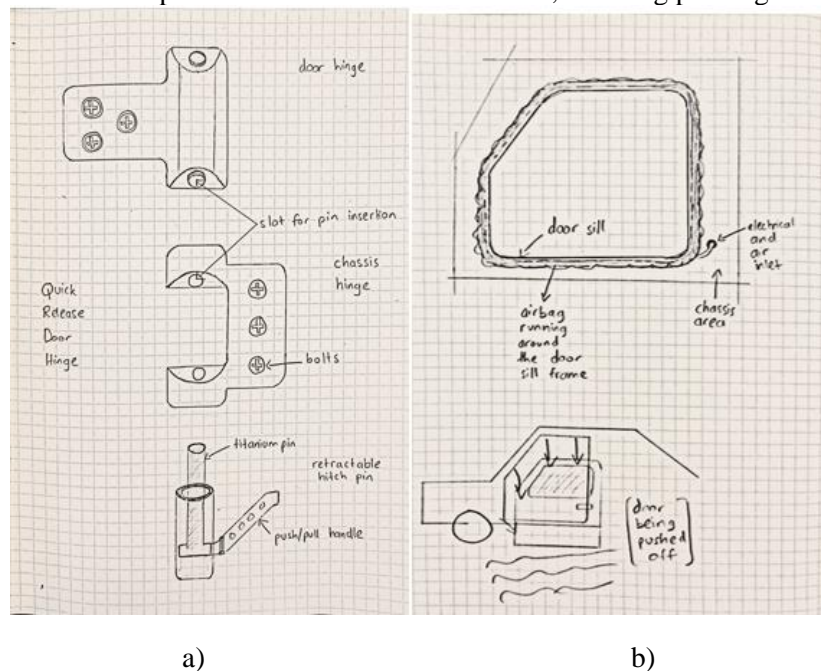 door hinge
slot for pin insertion
chassis
hinge
Quick
Release
Door
Hinge
bolts
titanium pin
retractable
hitch pin
push/pull handle
door sill
electrical
and
air
inlet
chassis
area
airbag
running
around
the door
sill frame
door
being
pushed
off
a)
b)